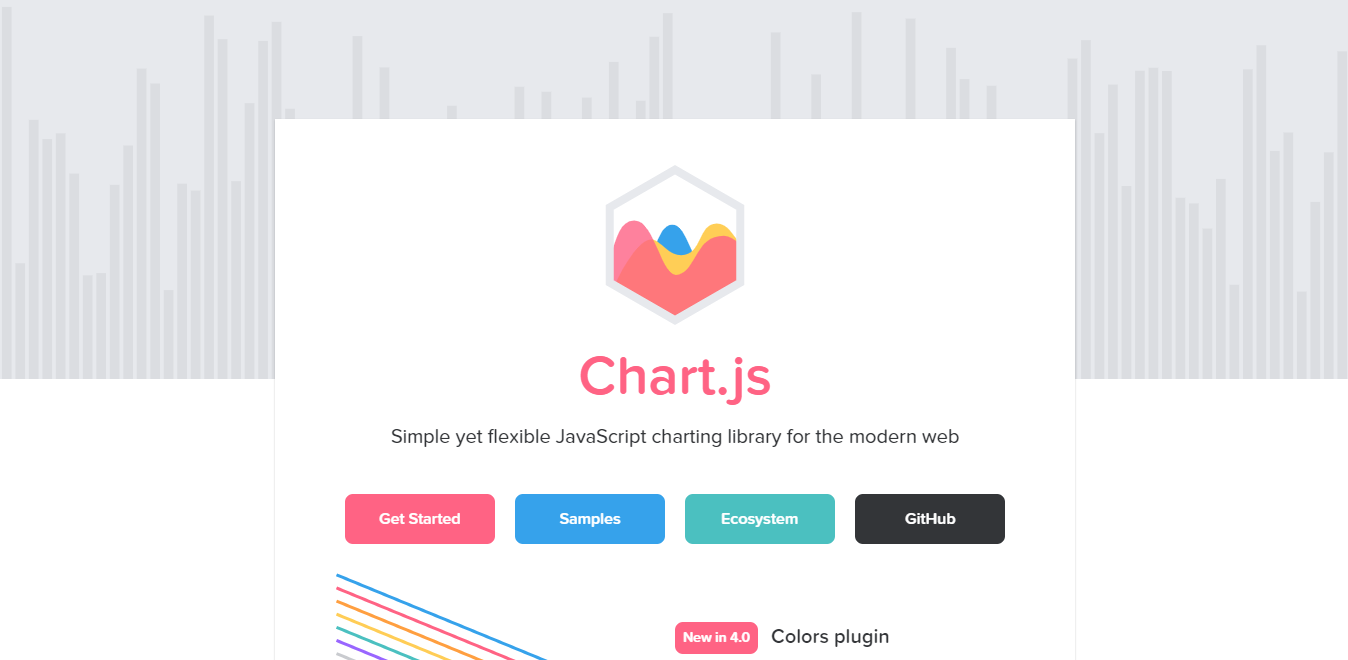 Chart.js
Simple yet flexible JavaScript charting library for the modern web
Get Started Samples Ecosystem GitHub
New in 4.0 Colors plugin